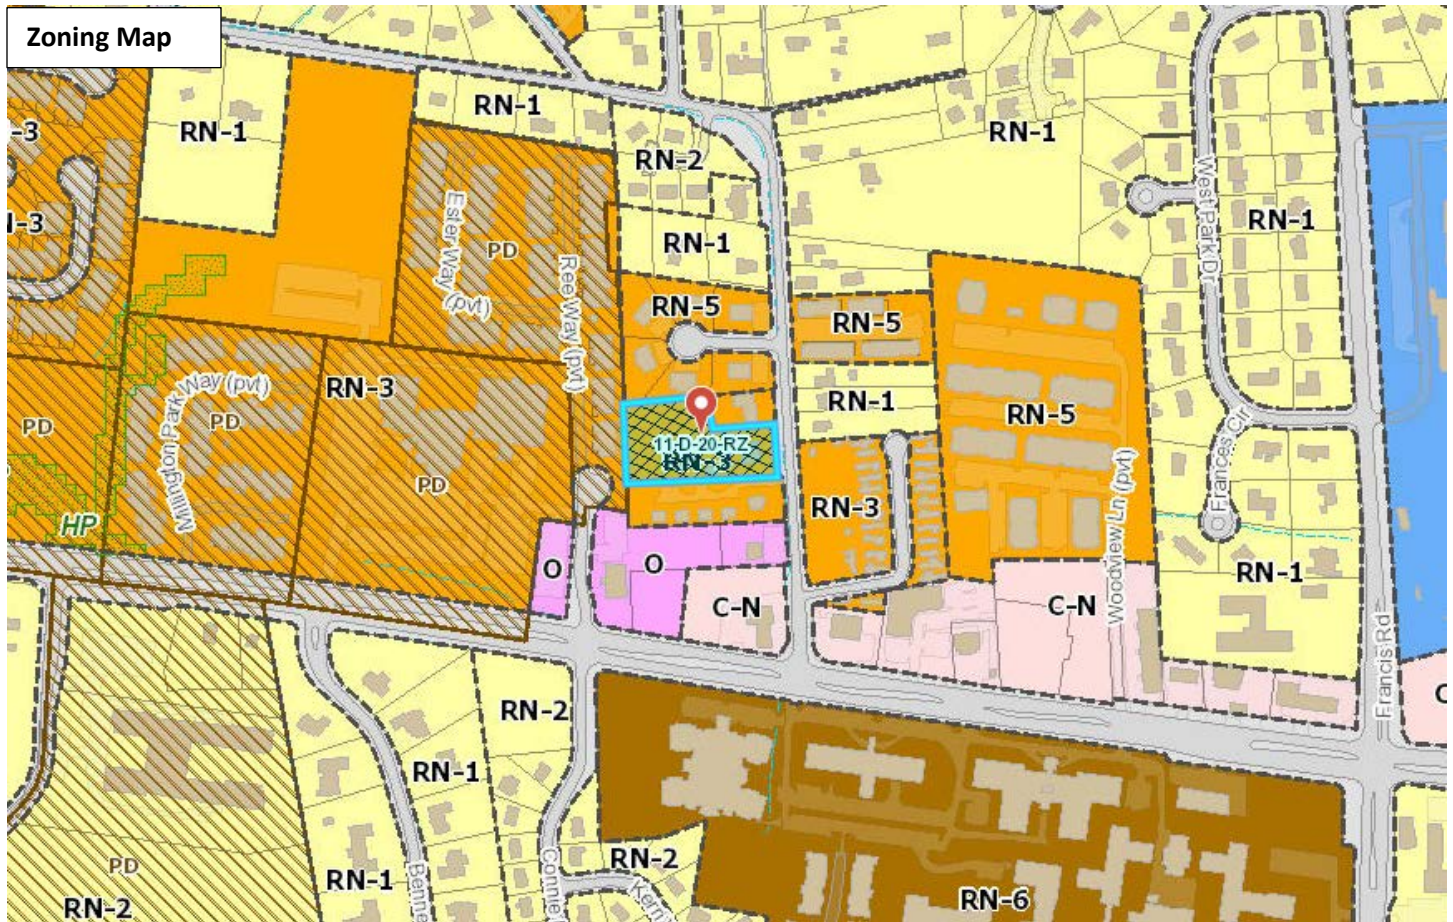 Zoning Map
RN-1
RN-1
RN-2
RN-1
RN-1
-3
N-3
PD
Ester Way (pvt)
Ree Way (pvt)
RN-1
West Park Dr
RN-5
RN-5
RN-3
Millington Park Way (pvt)
PD
PD
PD
HP
11-D-20-RZ
RN-3
RN-1
RN-5
RN-3
Woodview Ln (pvt)
Frances Cir
RN-1
O
O
C-N
C-N
Francis Rd
C
RN-2
RN-1
PD
RN-2
RN-1
Benne
Connie
RN-2
Kerri
RN-6